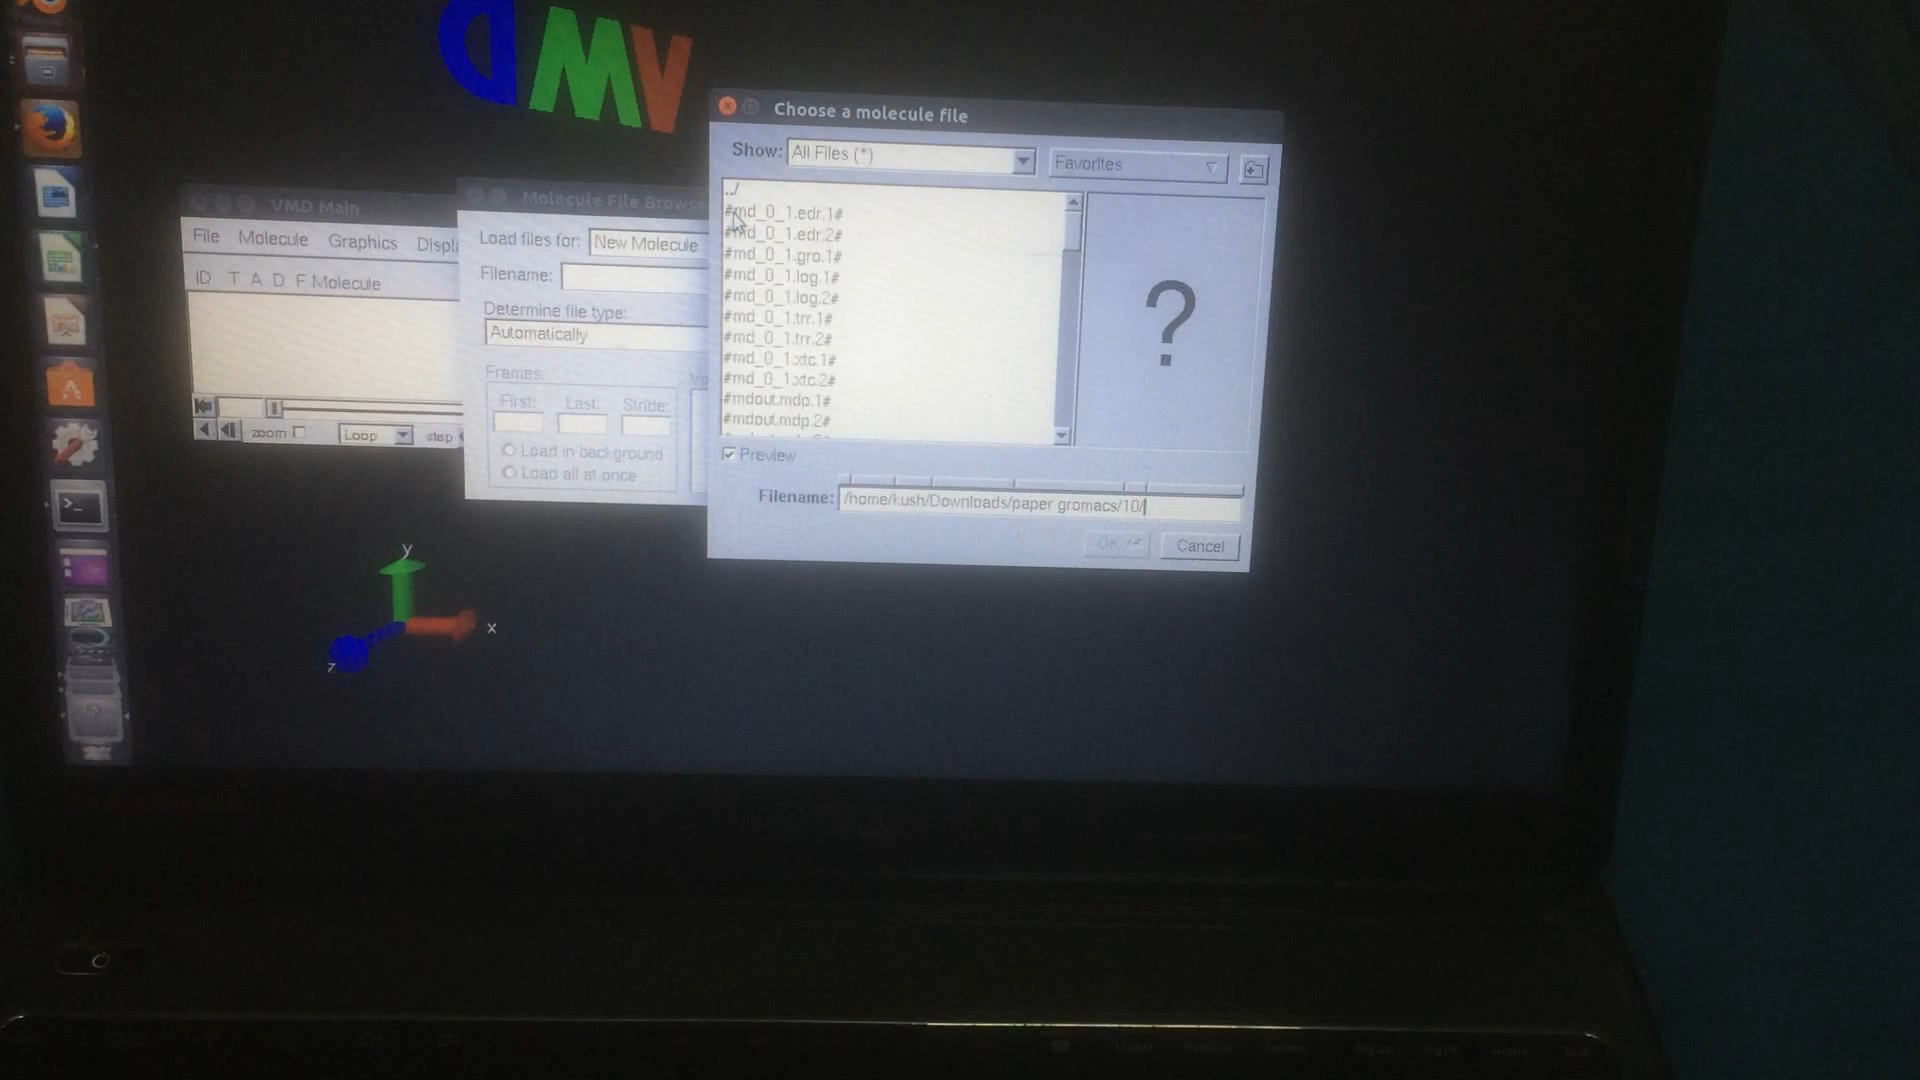 VMD
Choose a molecule file
Show: All Files (*)
Favorites
../
#md_0_1.edr.1#
#md_0_1.edr.2#
#md_0_1.gro.1#
#md_0_1.log.1#
#md_0_1.log.2#
#md_0_1.trr.1#
#md_0_1.trr.2#
#md_0_1.xtc.1#
#md_0_1.xtc.2#
#mdout.mdp.1#
#mdout.mdp.2#
?
Preview
Filename: /home/kush/Downloads/paper gromacs/10/
OK
Cancel
Molecule File Browse
Load files for: New Molecule
Filename:
Determine file type:
Automatically
Frames:
First: Last: Stride:
Load in background
Load all at once
VMD Main
File Molecule Graphics Displ
ID T A D F Molecule
zoom Loop step
y
x
z